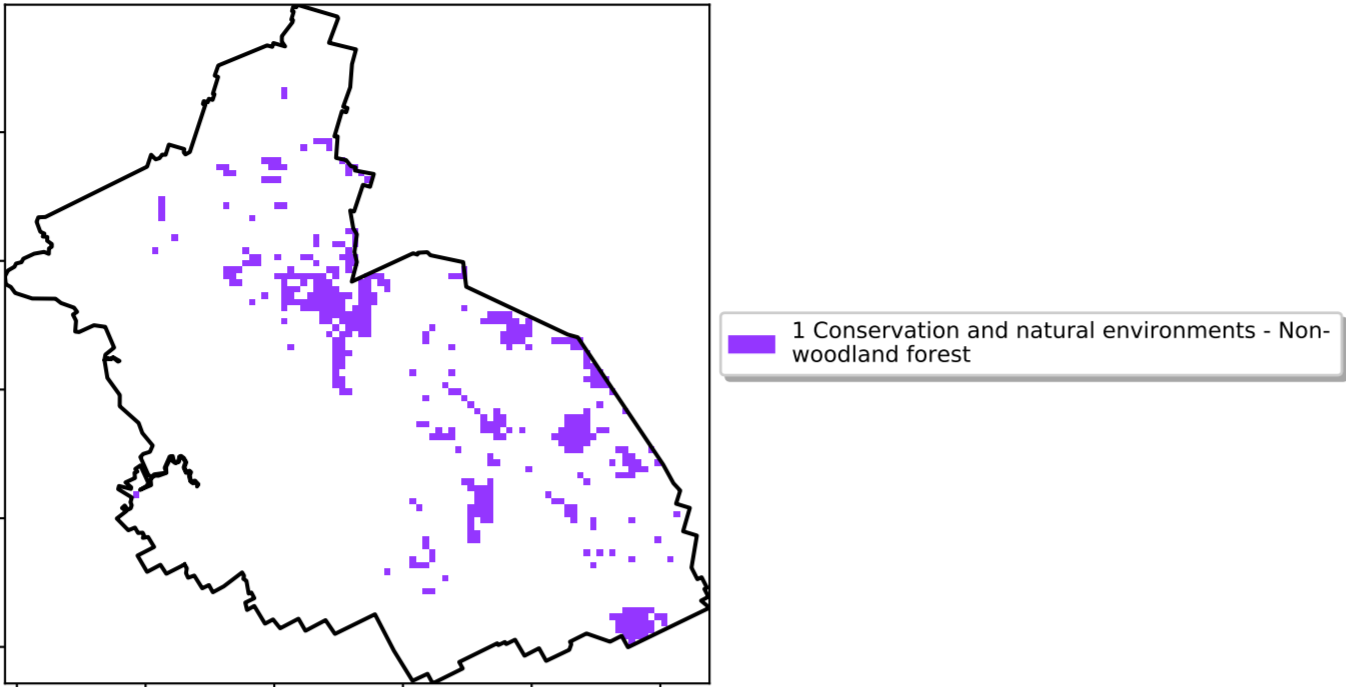 1 Conservation and natural environments - Non-
woodland forest